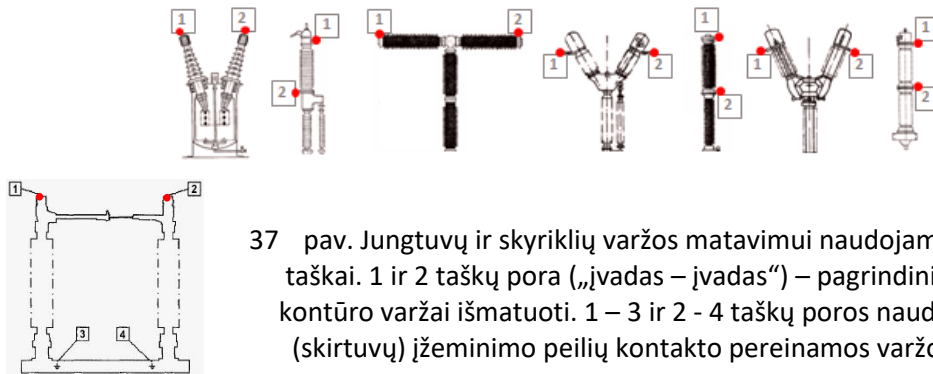 1 2 1 1 2 1 1
1 2 1 2
2 2 2
1 2
37 pav. Jungtuvų ir skyriklių varžos matavimui naudojam
taškai. 1 ir 2 taškų pora („įvadas – įvadas“) – pagrindini
kontūro varžai išmatuoti. 1 – 3 ir 2 - 4 taškų poros naud
(skirtuvų) įžeminimo peilių kontakto pereinamos varžo
3 4